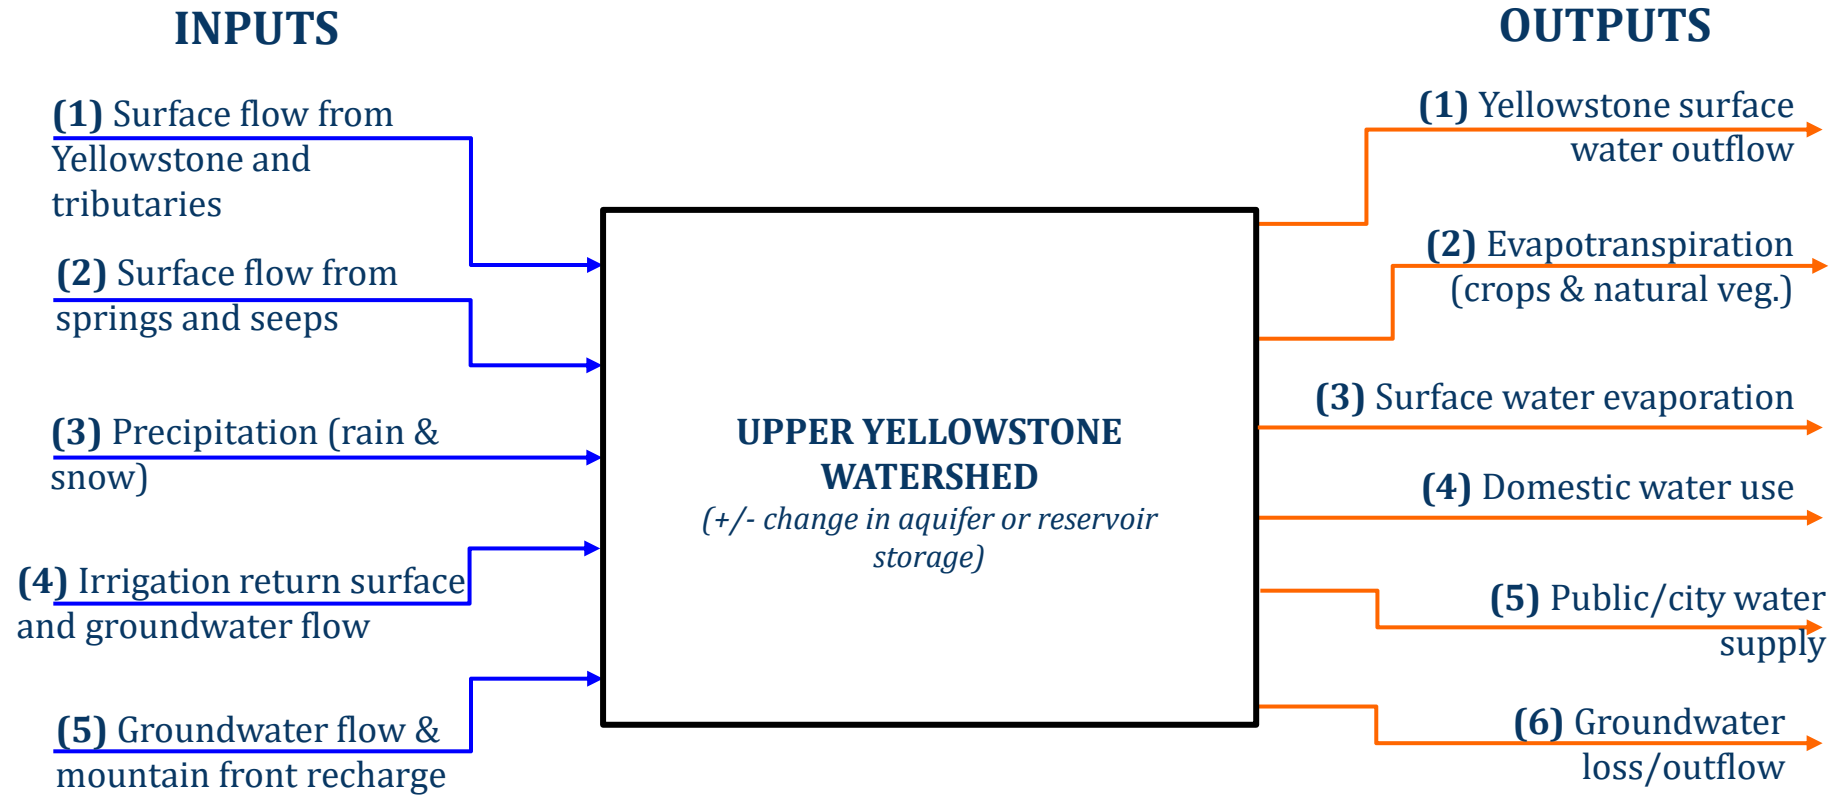 INPUTS
(1) Surface flow from
Yellowstone and
tributaries
(2) Surface flow from
springs and seeps
(3) Precipitation (rain &
snow)
(4) Irrigation return surface
and groundwater flow
(5) Groundwater flow &
mountain front recharge
UPPER YELLOWSTONE
WATERSHED
(+/- change in aquifer or reservoir
storage)
OUTPUTS
(1) Yellowstone surface
water outflow
(2) Evapotranspiration
(crops & natural veg.)
(3) Surface water evaporation
(4) Domestic water use
(5) Public/city water
supply
(6) Groundwater
loss/outflow